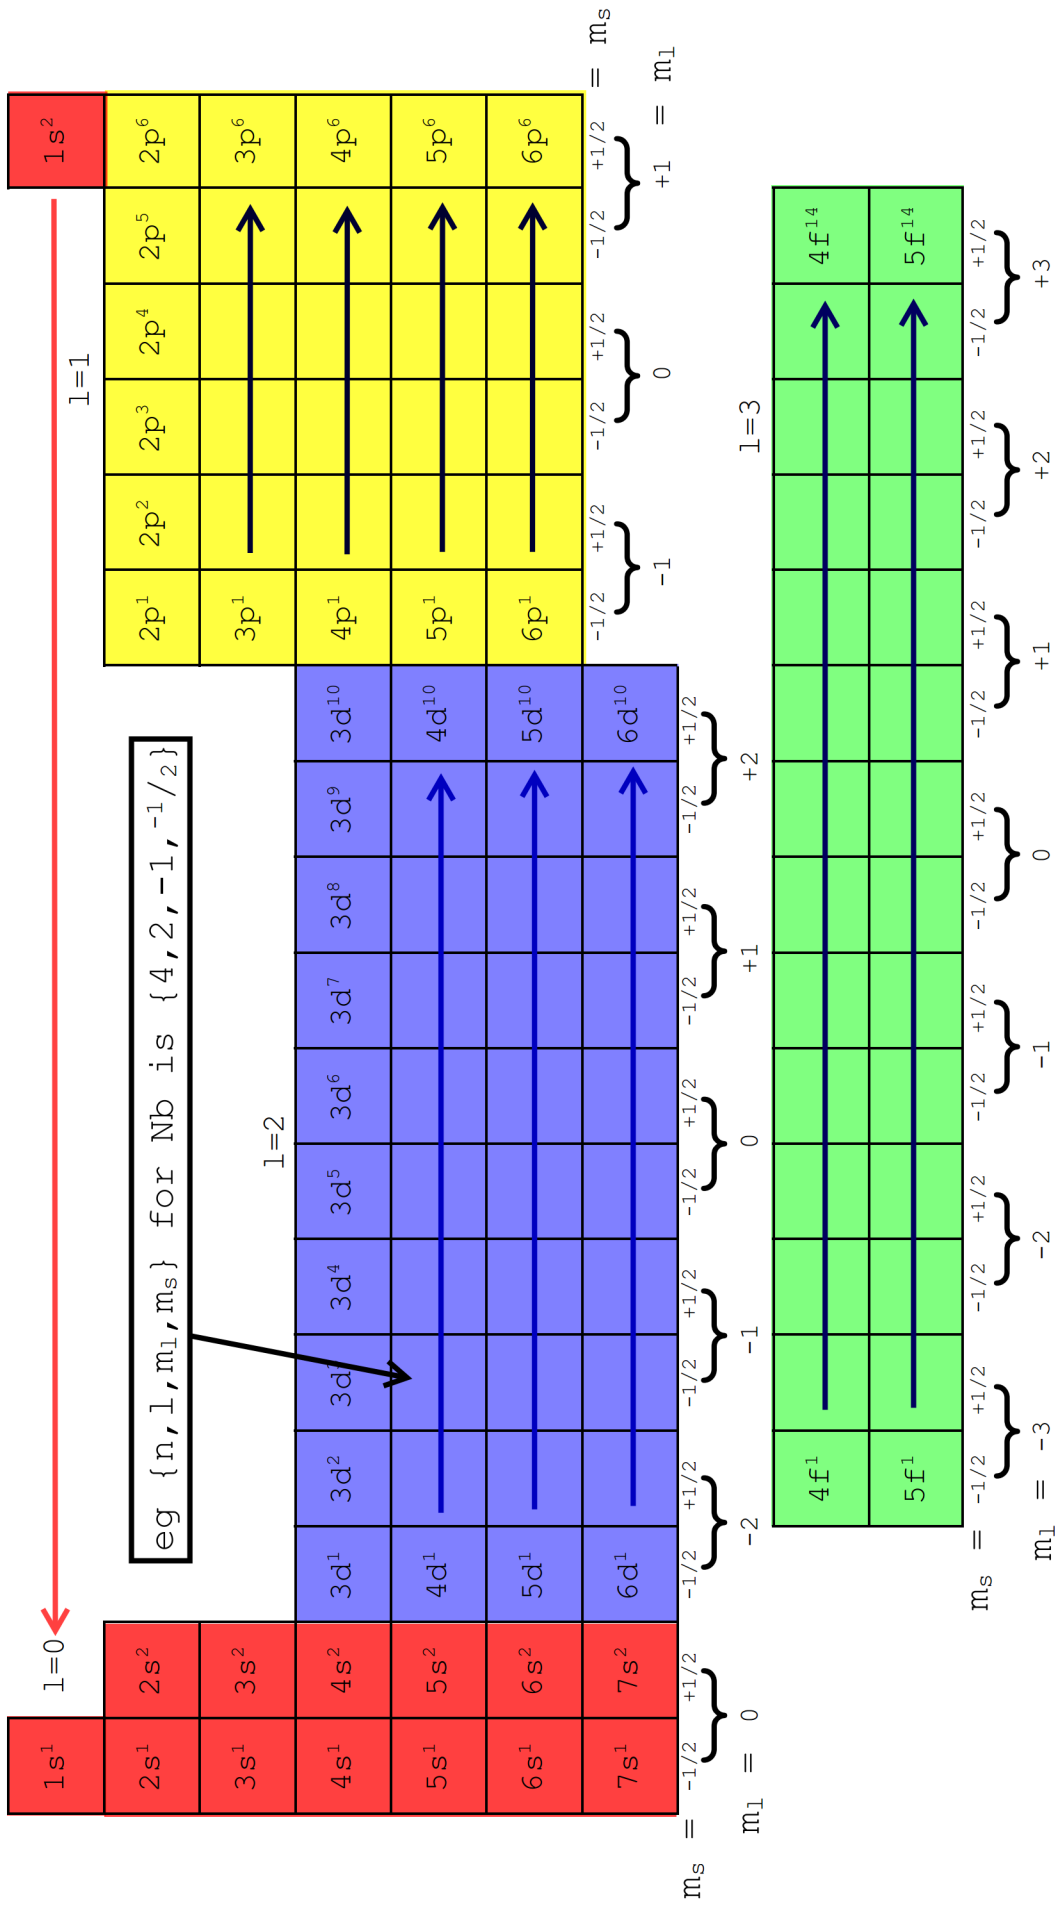 1s¹ l=0 1s²
l=1
2s¹ 2s² 2p¹ 2p² 2p³ 2p⁴ 2p⁵ 2p⁶
eg {n,l,mₗ,mₛ} for Nb is {4,2,-1,⁻¹/₂}
3s¹ 3s² 3p¹ 3p⁶
l=2
4s¹ 4s² 3d¹ 3d² 3d³ 3d⁴ 3d⁵ 3d⁶ 3d⁷ 3d⁸ 3d⁹ 3d¹⁰ 4p¹ 4p⁶
5s¹ 5s² 4d¹ 4d¹⁰ 5p¹ 5p⁶
6s¹ 6s² 5d¹ 5d¹⁰ 6p¹ 6p⁶
-1/2 +1/2 -1/2 +1/2 -1/2 +1/2 = mₛ
-1 0 +1 = mₗ
7s¹ 7s² 6d¹ 6d¹⁰
mₛ = -1/2 +1/2 -1/2 +1/2 -1/2 +1/2 -1/2 +1/2 -1/2 +1/2 -1/2 +1/2
mₗ = 0 -2 -1 0 +1 +2
l=3
4f¹ 4f¹⁴
5f¹ 5f¹⁴
mₛ = -1/2 +1/2 -1/2 +1/2 -1/2 +1/2 -1/2 +1/2 -1/2 +1/2 -1/2 +1/2 -1/2 +1/2
mₗ = -3 -2 -1 0 +1 +2 +3